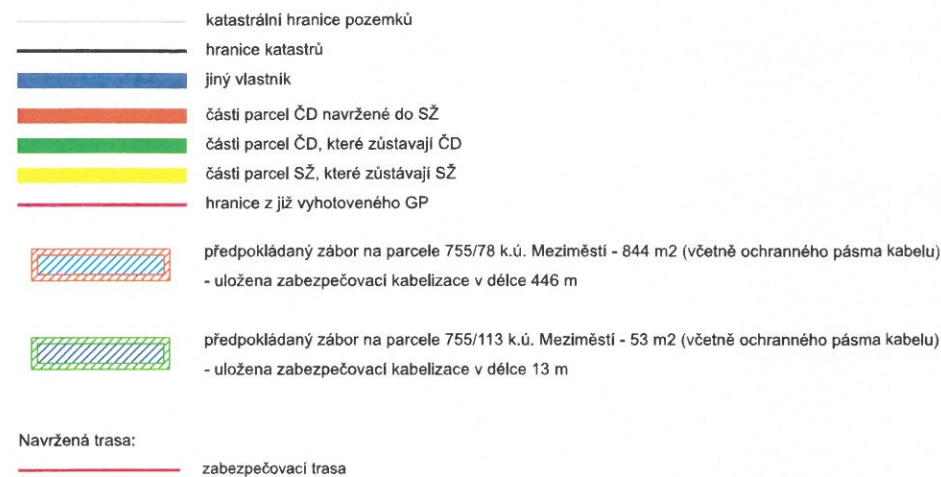 katastrální hranice pozemků
hranice katastrů
jiný vlastník
části parcel ČD navržené do SŽ
části parcel ČD, které zůstavají ČD
části parcel SŽ, které zůstávají SŽ
hranice z již vyhotoveného GP
předpokládaný zábor na parcele 755/78 k.ú. Meziměstí - 844 m2 (včetně ochranného pásma kabelu)
- uložena zabezpečovací kabelizace v délce 446 m
předpokládaný zábor na parcele 755/113 k.ú. Meziměstí - 53 m2 (včetně ochranného pásma kabelu)
- uložena zabezpečovací kabelizace v délce 13 m
Navržená trasa:
zabezpečovací trasa